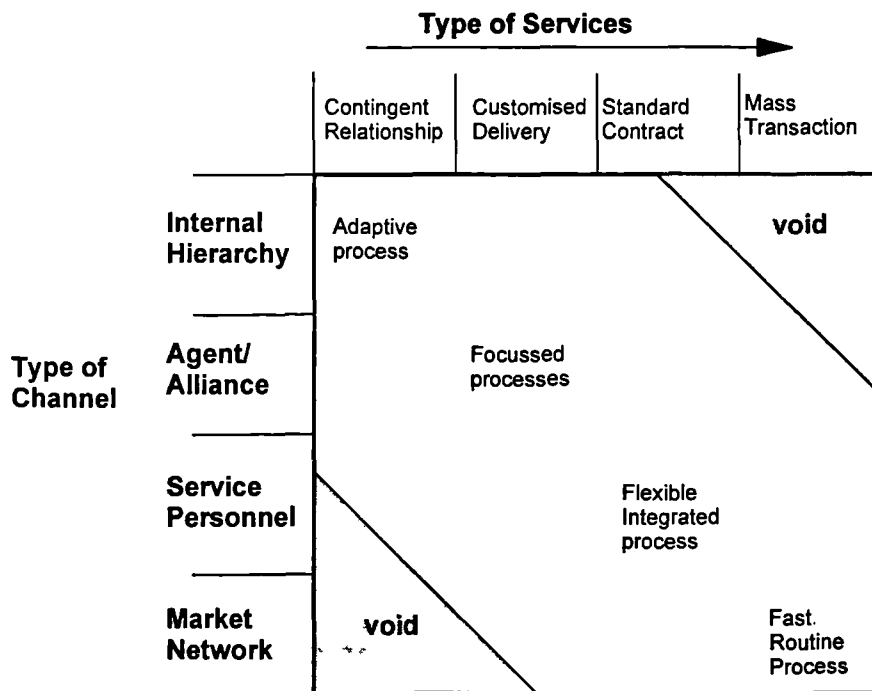 Type of Services
Contingent
Relationship
Customised
Delivery
Standard
Contract
Mass
Transaction
Internal
Hierarchy
Adaptive
process
void
Type of
Channel
Agent/
Alliance
Focussed
processes
Service
Personnel
Flexible
Integrated
process
Market
Network
void
Fast.
Routine
Process